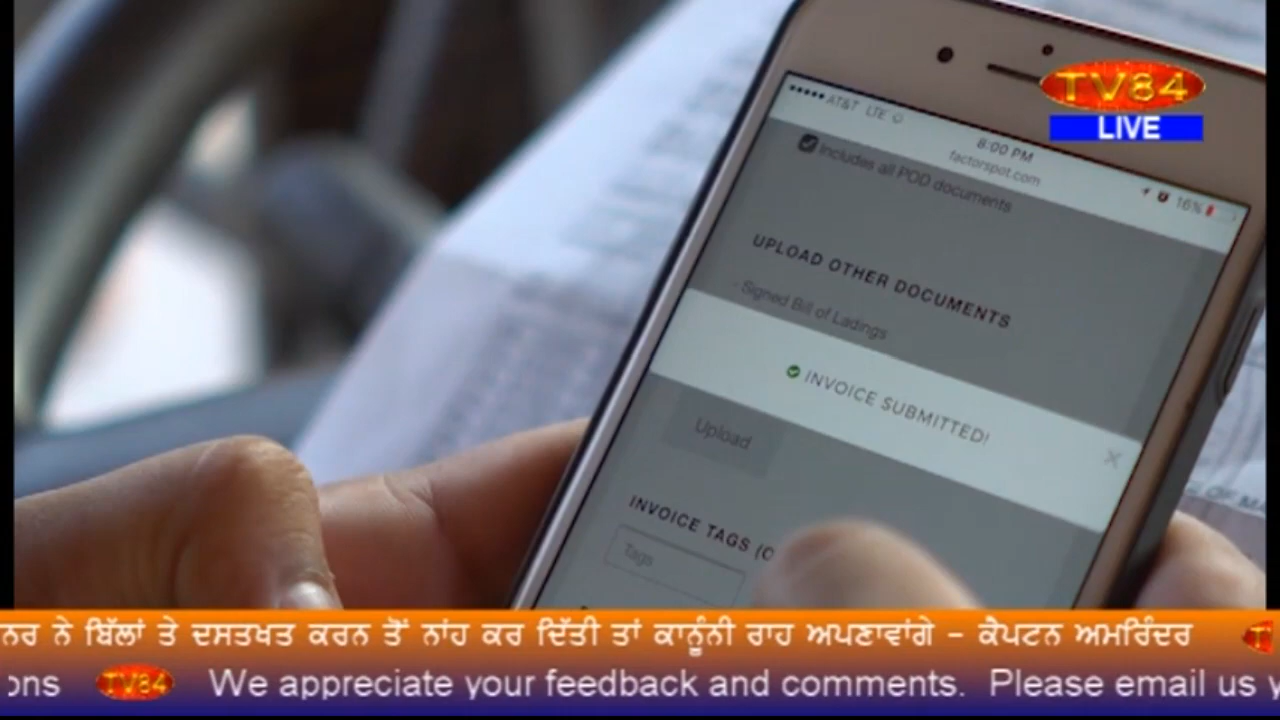 TV84
LIVE
AT&T LTE
8:00 PM
factorspot.com
16%
Includes all POD documents
UPLOAD OTHER DOCUMENTS
- Signed Bill of Ladings
INVOICE SUBMITTED!
Upload
INVOICE TAGS (O
Tags
ਨਰ ਨੇ ਬਿੱਲਾਂ ਤੇ ਦਸਤਖਤ ਕਰਨ ਤੋਂ ਨਾਂਹ ਕਰ ਦਿੱਤੀ ਤਾਂ ਕਾਨੂੰਨੀ ਰਾਹ ਅਪਣਾਵਾਂਗੇ - ਕੈਪਟਨ ਅਮਰਿੰਦਰ
ons TV84 We appreciate your feedback and comments. Please email us y